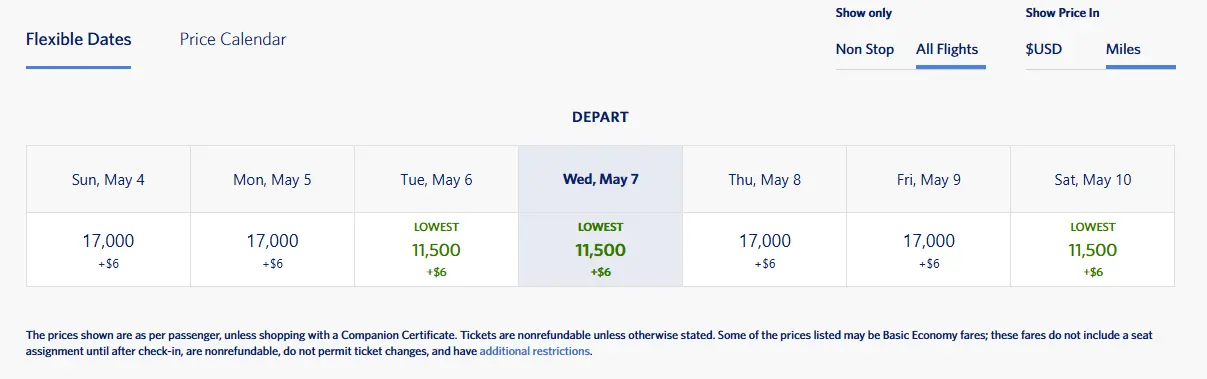 Show only
Show Price In
Flexible Dates
Price Calendar
Non Stop
All Flights
$USD
Miles
DEPART
Sun, May 4
Mon, May 5
Tue, May 6
Wed, May 7
Thu, May 8
Fri, May 9
Sat, May 10
17,000
+$6
17,000
+$6
LOWEST
11,500
+$6
LOWEST
11,500
+$6
17,000
+$6
17,000
+$6
LOWEST
11,500
+$6
The prices shown are as per passenger, unless shopping with a Companion Certificate. Tickets are nonrefundable unless otherwise stated. Some of the prices listed may be Basic Economy fares; these fares do not include a seat
assignment until after check-in, are nonrefundable, do not permit ticket changes, and have additional restrictions.